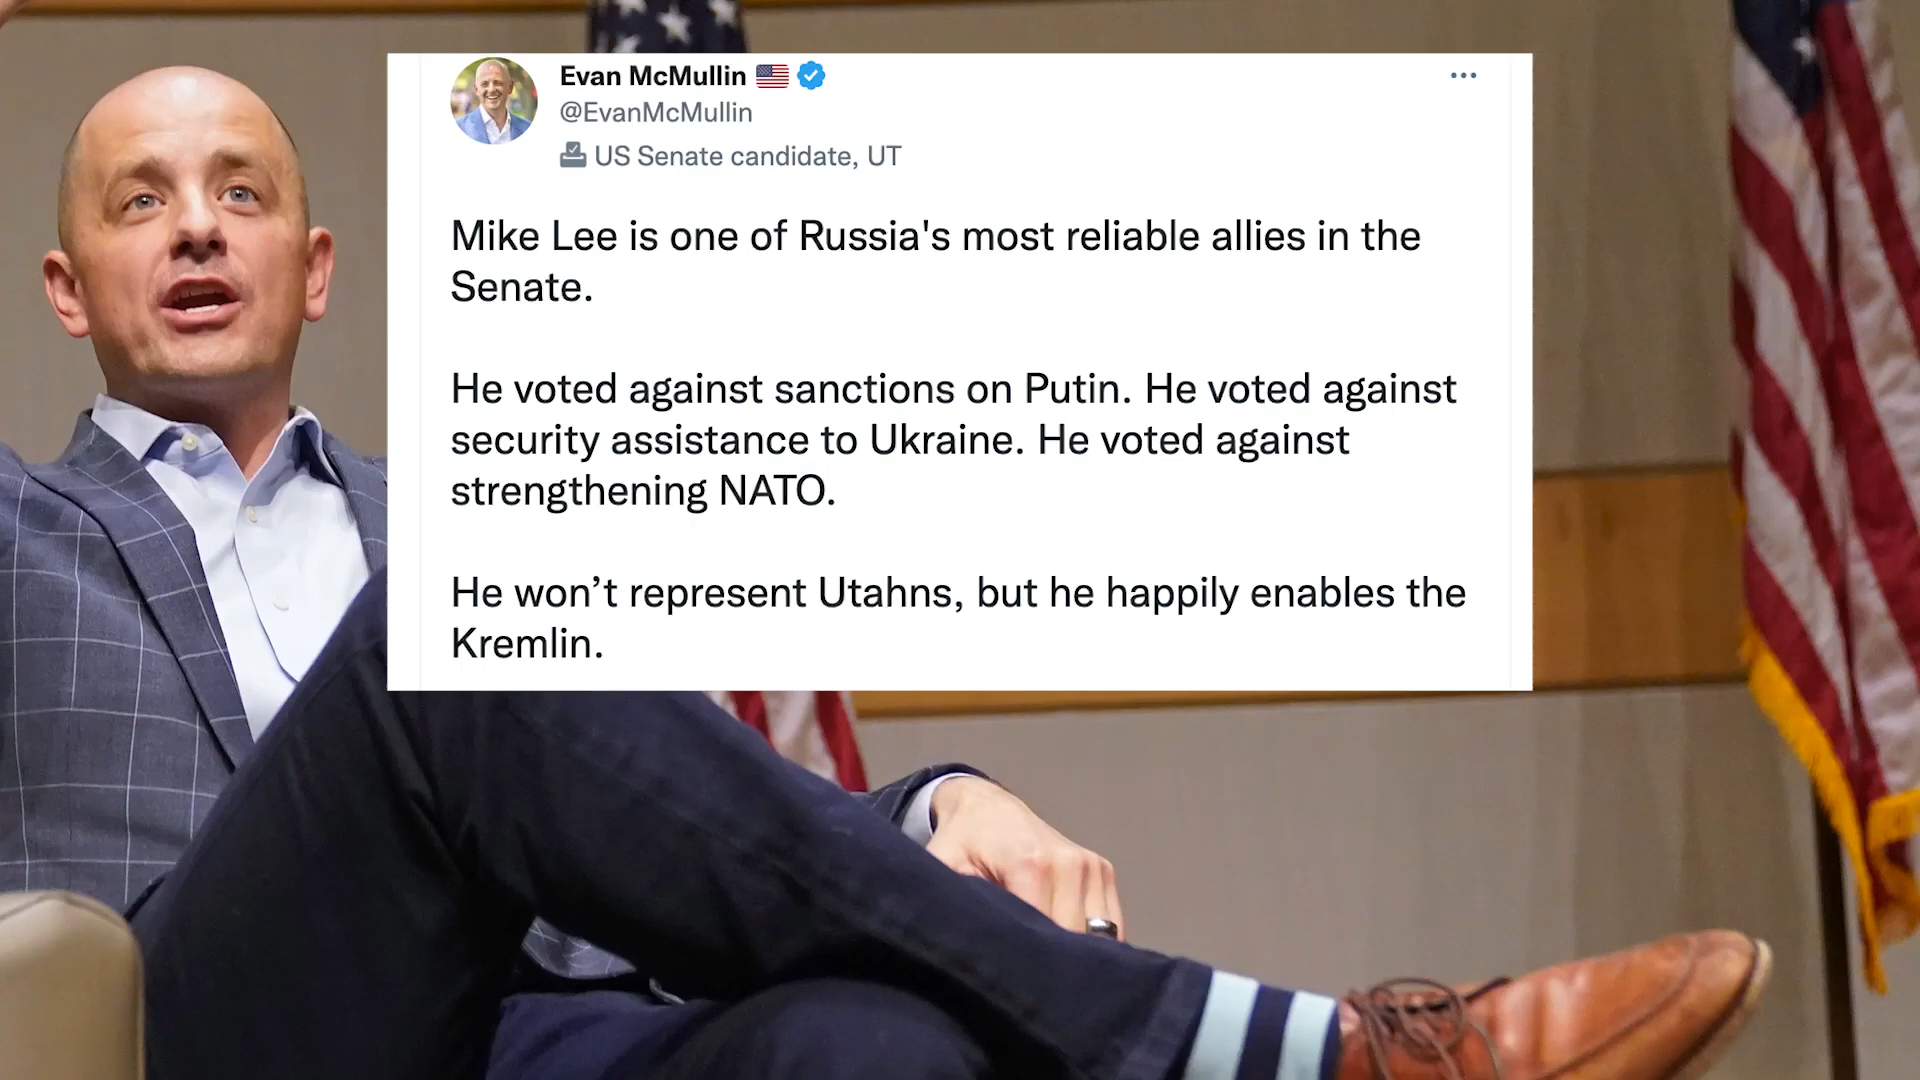 Evan McMullin
@EvanMcMullin
US Senate candidate, UT
Mike Lee is one of Russia's most reliable allies in the
Senate.
He voted against sanctions on Putin. He voted against
security assistance to Ukraine. He voted against
strengthening NATO.
He won’t represent Utahns, but he happily enables the
Kremlin.